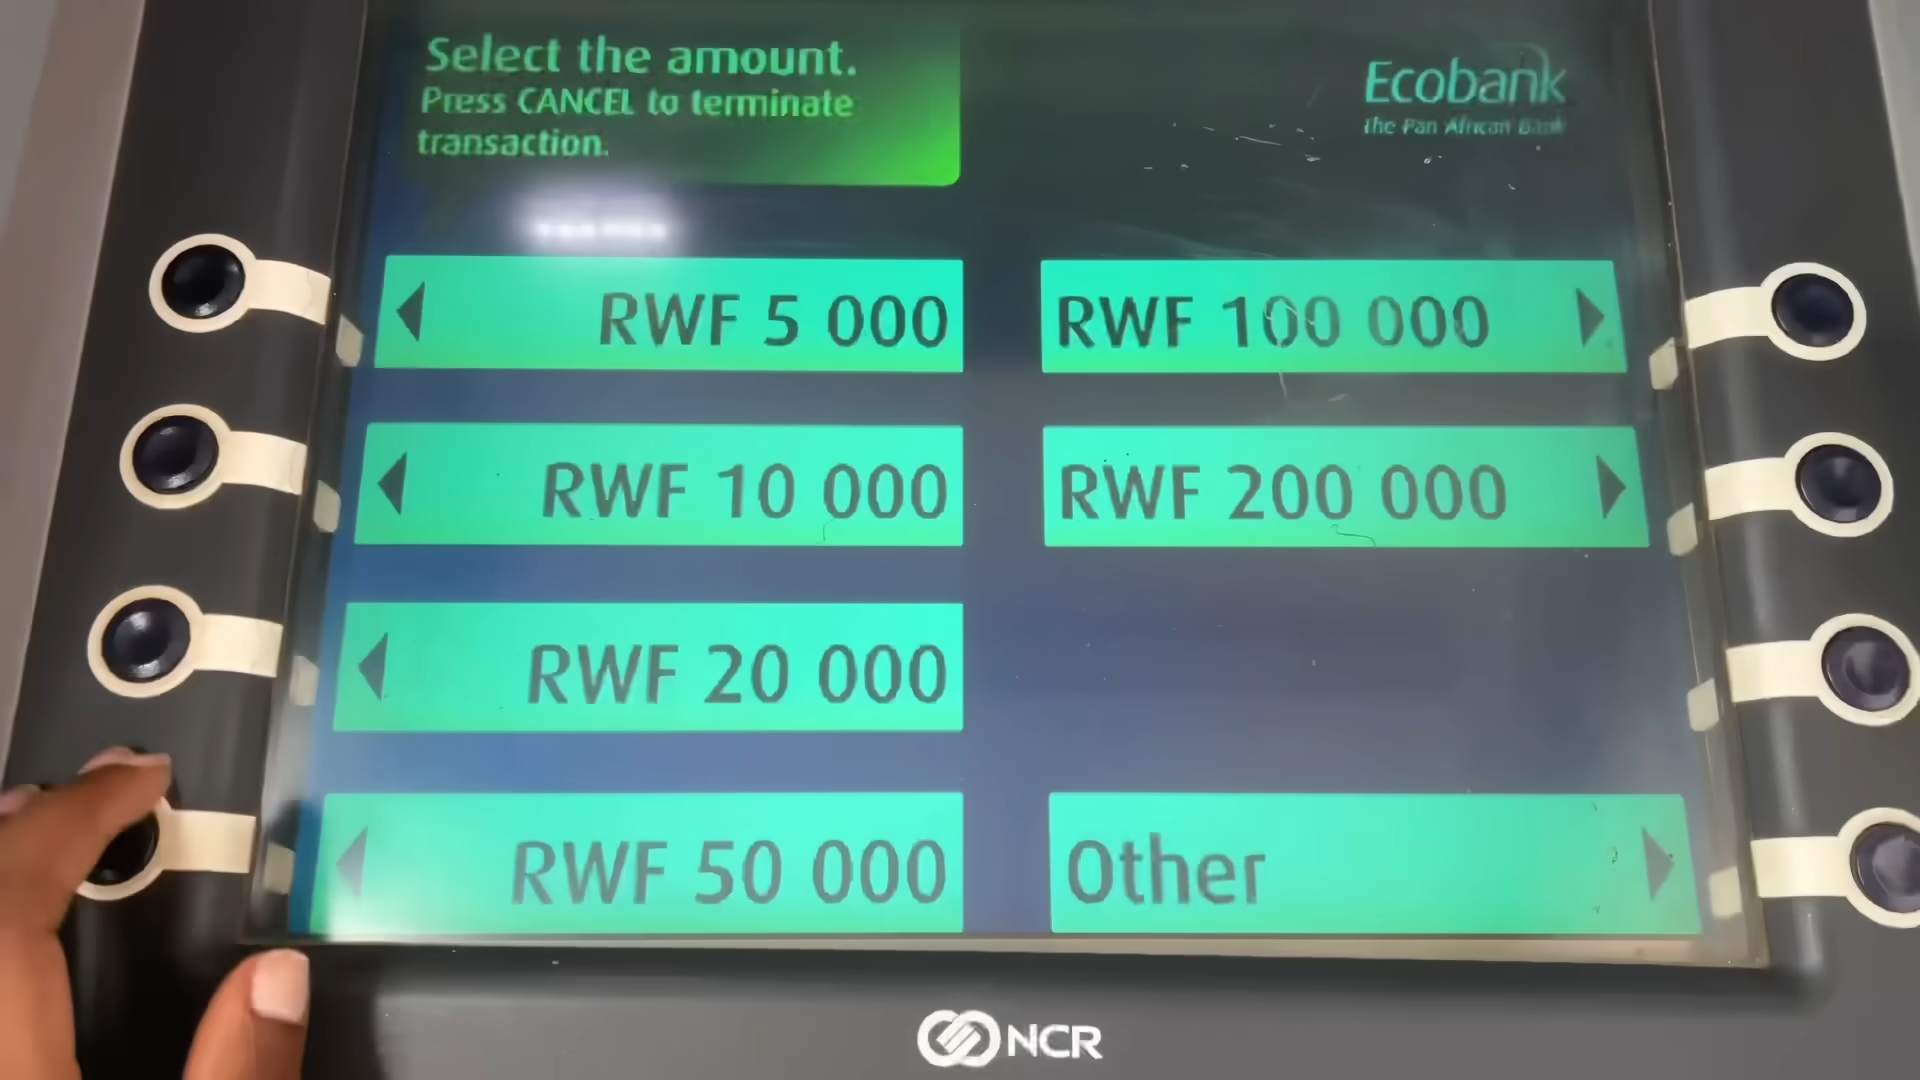 Select the amount.
Press CANCEL to terminate
transaction.
Ecobank
The Pan African Bank
RWF 5 000
RWF 100 000
RWF 10 000
RWF 200 000
RWF 20 000
RWF 50 000
Other
NCR